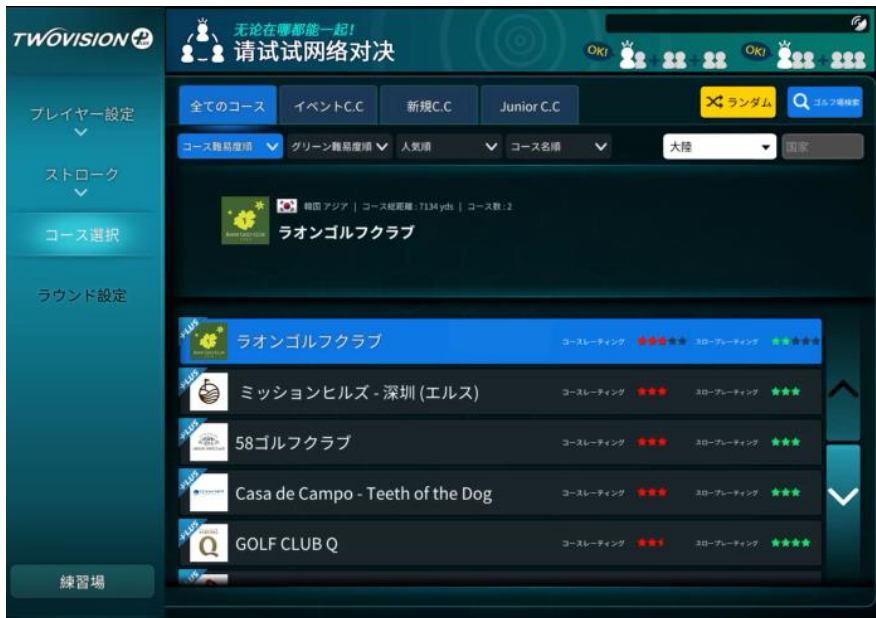 TWOVISION PLUS
无论在哪都能一起!
请试试网络对决
OK!
OK!
プレイヤー設定
ストローク
コース選択
ラウンド設定
練習場
全てのコース
イベントC.C
新規C.C
Junior C.C
ランダム
ゴルフ場検索
コース難易度順
グリーン難易度順
人気順
コース名順
大陸
国家
韓国 アジア | コース総距離 : 7134 yds | コース数 : 2
ラオンゴルフクラブ
PLUS
ラオンゴルフクラブ
コースレーティング
スロープレーティング
PLUS
ミッションヒルズ - 深圳 (エルス)
コースレーティング
スロープレーティング
PLUS
58ゴルフクラブ
コースレーティング
スロープレーティング
PLUS
Casa de Campo - Teeth of the Dog
コースレーティング
スロープレーティング
PLUS
GOLF CLUB Q
コースレーティング
スロープレーティング